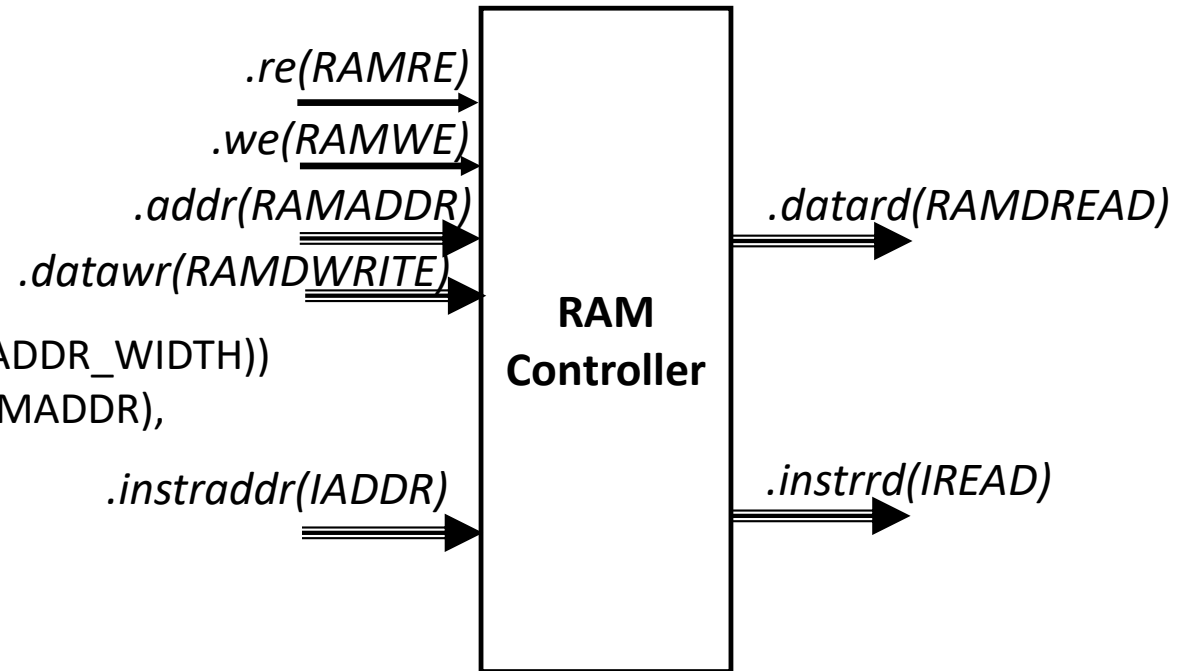 .re(RAMRE)
.we(RAMWE)
.addr(RAMADDR)
.datawr(RAMDWRITE)
ADDR_WIDTH))
MADDR),
.instraddr(IADDR)
RAM
Controller
.datard(RAMDREAD)
.instrrd(IREAD)